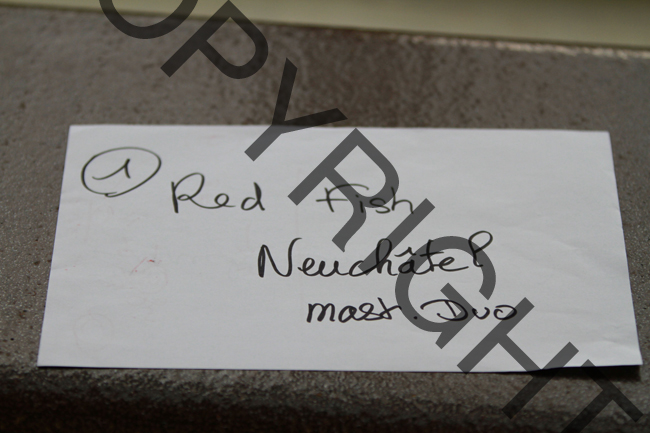 1 Red Fish
Neuchâtel
mast. Duo
COPYRIGHT